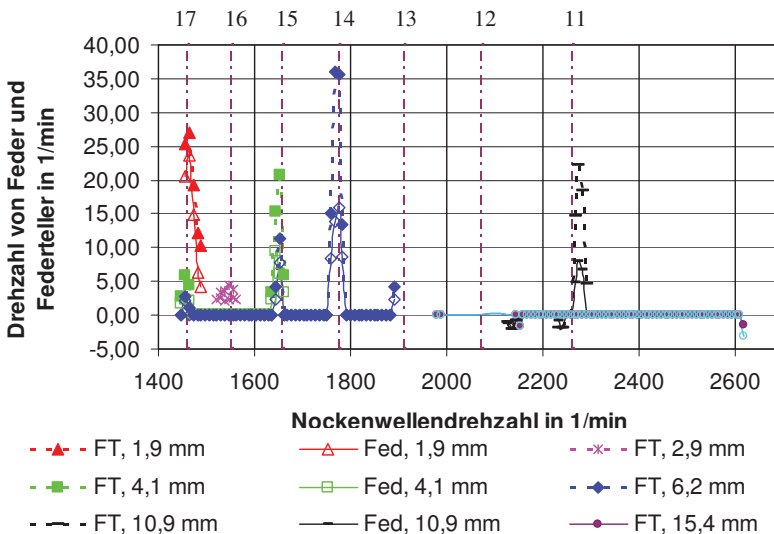 17 16 15 14 13 12 11
Drehzahl von Feder und
Federteller in 1/min
40,00
35,00
30,00
25,00
20,00
15,00
10,00
5,00
0,00
-5,00
1400 1600 1800 2000 2200 2400 2600
Nockenwellendrehzahl in 1/min
FT, 1,9 mm Fed, 1,9 mm FT, 2,9 mm
FT, 4,1 mm Fed, 4,1 mm FT, 6,2 mm
FT, 10,9 mm Fed, 10,9 mm FT, 15,4 mm